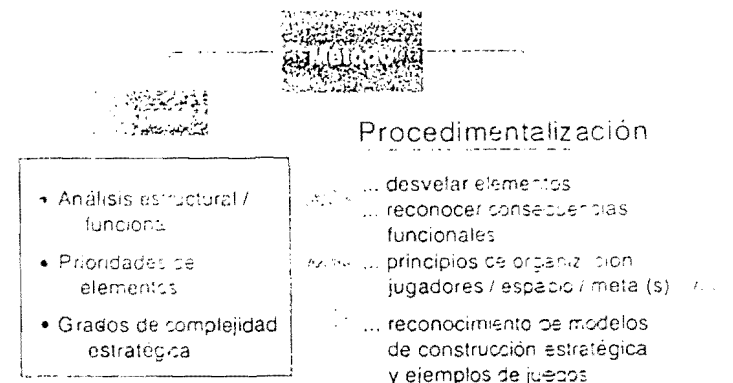 Procedimentalización
• Análisis estructural /
funcional
• Prioridades de
elementos
• Grados de complejidad
estratégica
... desvelar elementos
... reconocer consecuencias
funcionales
... principios de organización
jugadores / espacio / meta (s)
... reconocimiento de modelos
de construcción estratégica
y ejemplos de juegos